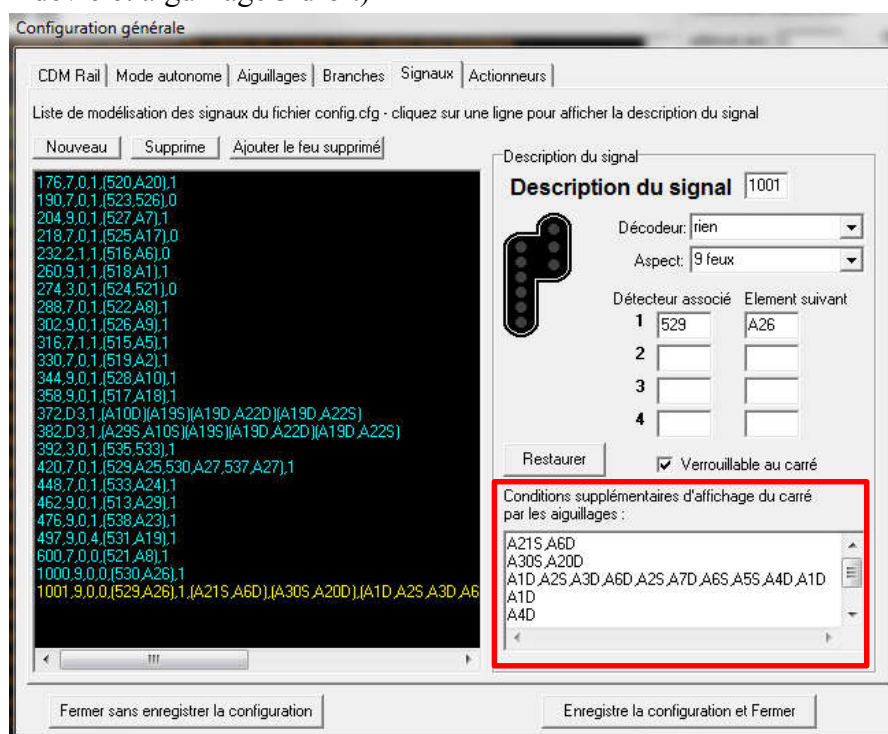 Configuration générale
CDM Rail Mode autonome Aiguillages Branches Signaux Actionneurs
Liste de modélisation des signaux du fichier config.cfg - cliquez sur une ligne pour afficher la description du signal
Nouveau Supprime Ajouter le feu supprimé
176,7,0,1,(520,A20),1
190,7,0,1,(523,526),0
204,9,0,1,(527,A7),1
218,7,0,1,(525,A17),0
232,2,1,1,(516,A6),0
260,9,1,1,(518,A1),1
274,3,0,1,(524,521),0
288,7,0,1,(522,A8),1
302,9,0,1,(526,A9),1
316,7,1,1,(515,A5),1
330,7,0,1,(519,A2),1
344,9,0,1,(528,A10),1
358,9,0,1,(517,A18),1
372,D3,1,(A10D)(A19S)(A19D,A22D)(A19D,A22S)
382,D3,1,(A29S,A10S)(A19S)(A19D,A22D)(A19D,A22S)
392,3,0,1,(535,533),1
420,7,0,1,(529,A25,530,A27,537,A27),1
448,7,0,1,(533,A24),1
462,9,0,1,(513,A29),1
476,9,0,1,(538,A23),1
497,9,0,4,(531,A19),1
600,7,0,0,(521,A8),1
1000,9,0,0,(530,A26),1
1001,9,0,0,(529,A26),1,(A21S,A6D),(A30S,A20D),(A1D,A2S,A3D,A6
Description du signal
Description du signal 1001
Décodeur: rien
Aspect: 9 feux
Détecteur associé Element suivant
1 529 A26
2
3
4
Restaurer Verrouillable au carré
Conditions supplémentaires d'affichage du carré
par les aiguillages :
A21S,A6D
A30S,A20D
A1D,A2S,A3D,A6D,A2S,A7D,A6S,A5S,A4D,A1D
A1D
A4D
Fermer sans enregistrer la configuration Enregistre la configuration et Fermer